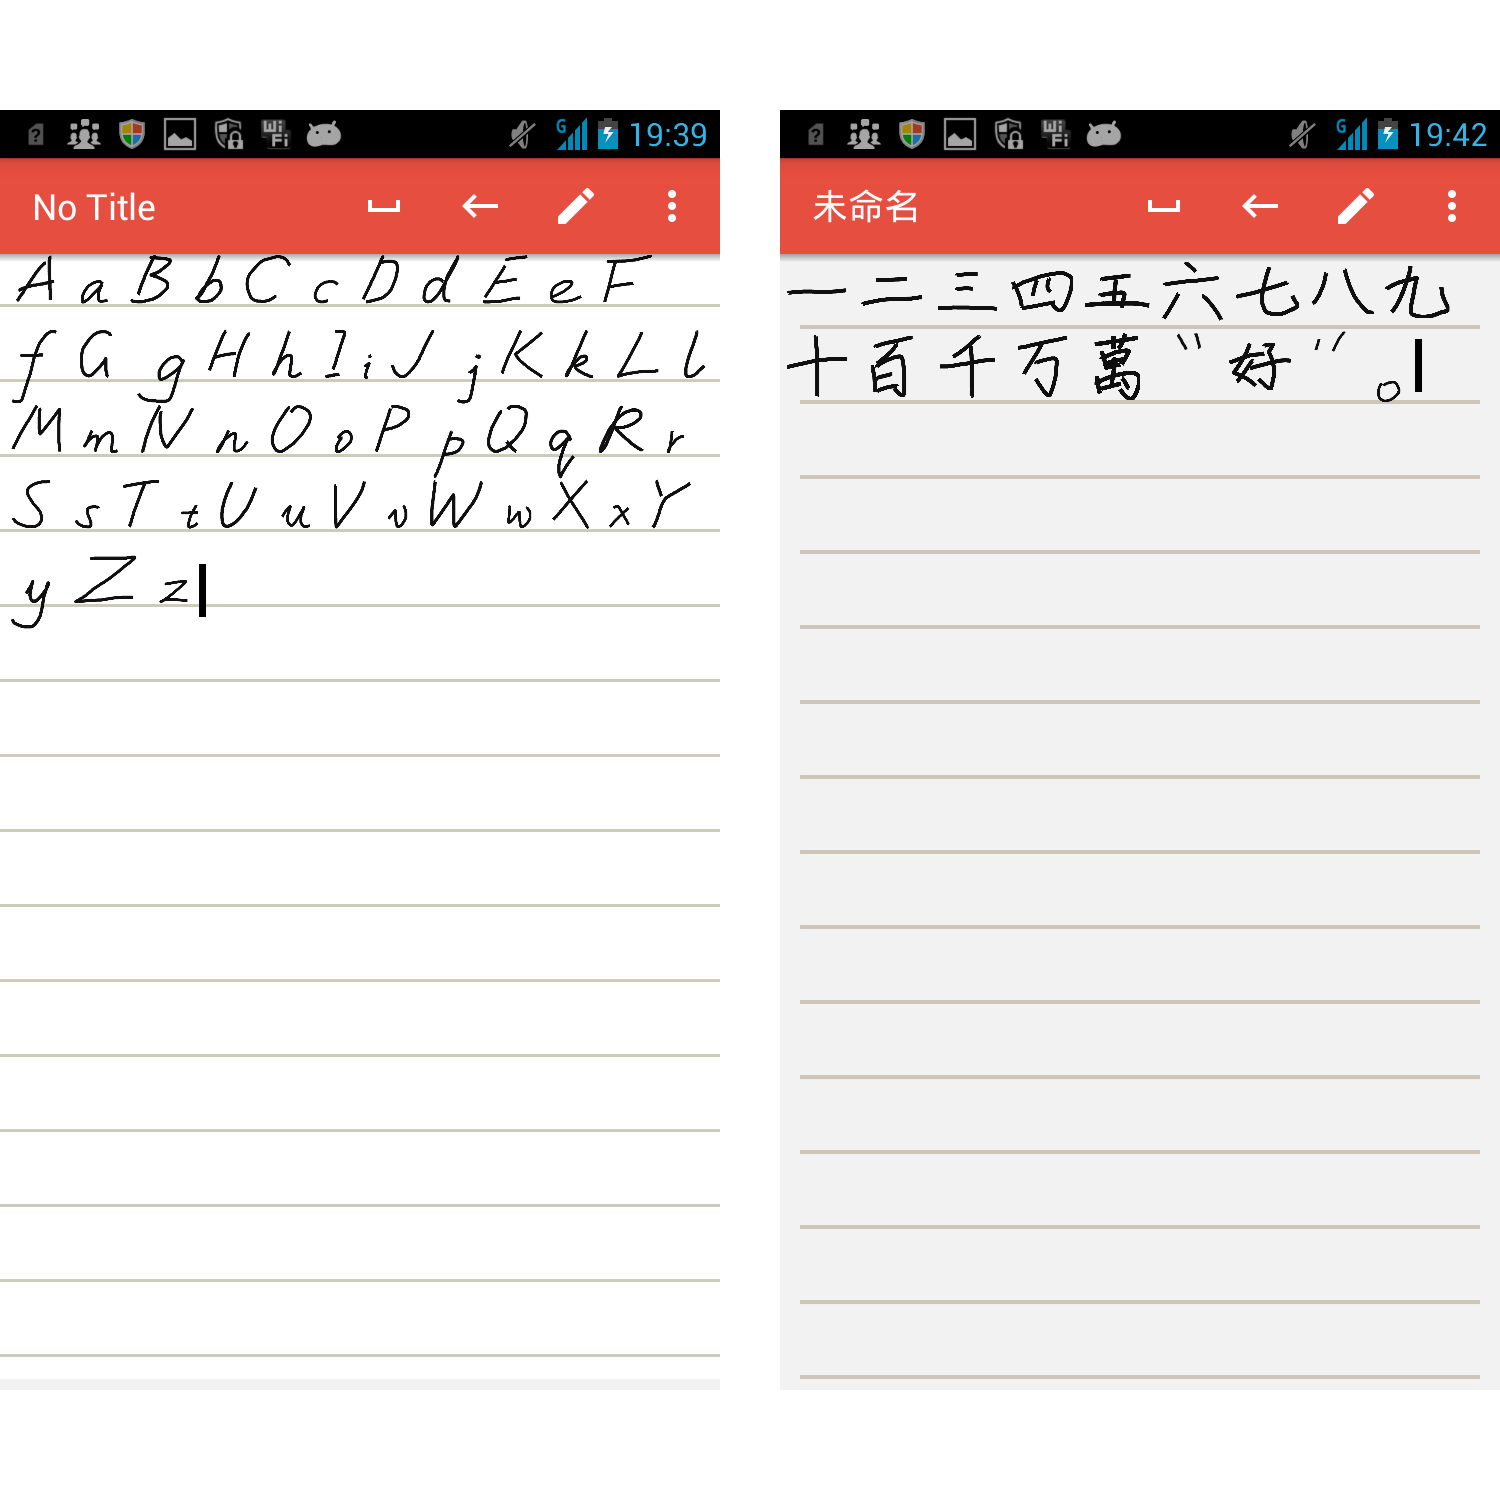 19:39
No Title
A a B b C c D d E e F
f G g H h I i J j K k L l
M m N n O o P p Q q R r
S s T t U u V v W w X x Y
y Z z
19:42
未命名
一二三四五六七八九
十百千万萬“好”。